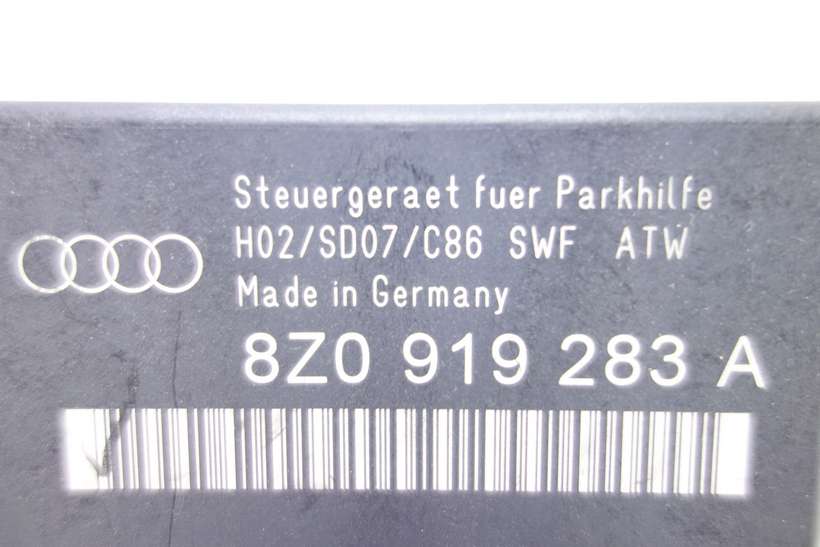 Steuergeraet fuer Parkhilfe
H02/SD07/C86 SWF ATW
Made in Germany
8Z0 919 283 A